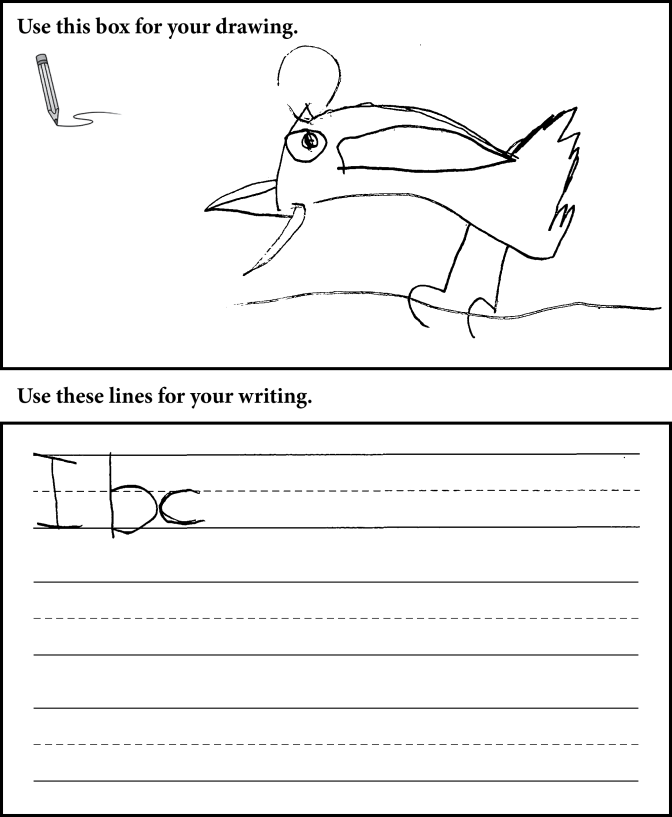 Use this box for your drawing.
Use these lines for your writing.
I bc